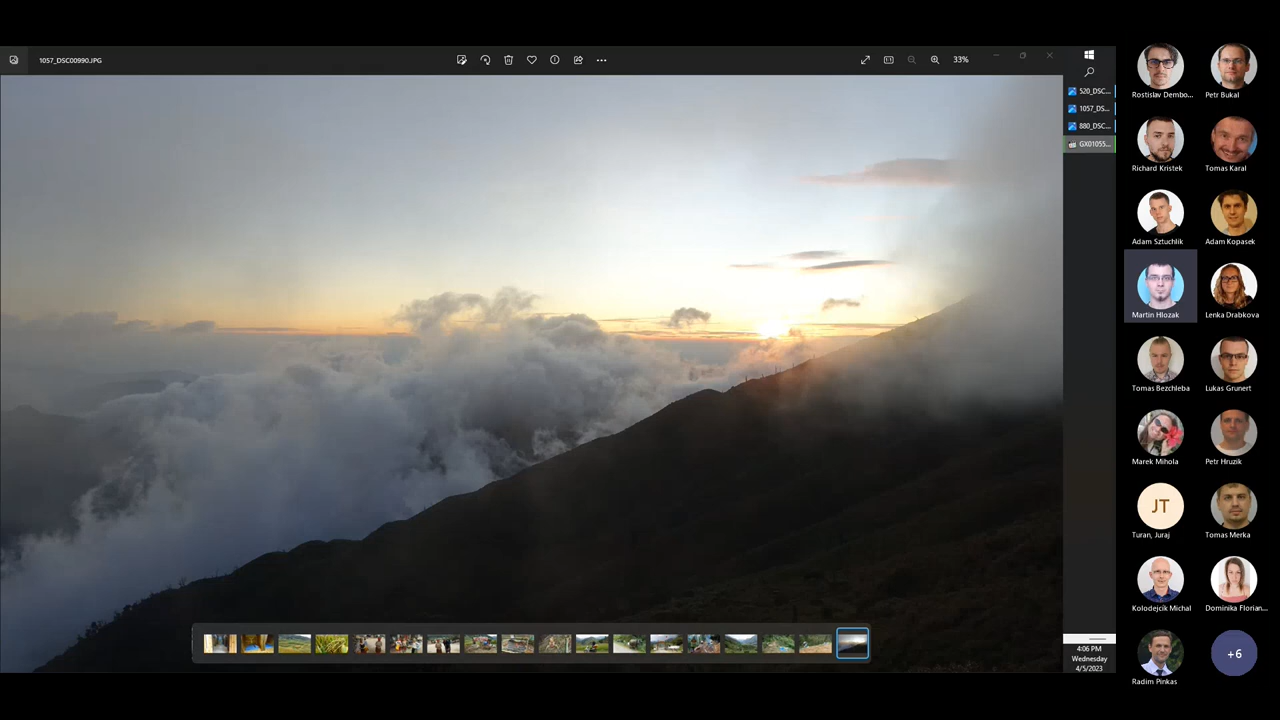 1057_DSC00990.JPG
33%
520_DSC...
1057_DS...
880_DSC...
GX01055...
4:06 PM
Wednesday
4/5/2023
Rostislav Dembo...
Petr Bukal
Richard Kristek
Tomas Karal
Adam Sztuchlik
Adam Kopasek
Martin Hlozak
Lenka Drabkova
Tomas Bezchleba
Lukas Grunert
Marek Mihola
Petr Hruzik
JT
Turan, Juraj
Tomas Merka
Kolodejcik Michal
Dominika Florian...
Radim Pinkas
+6